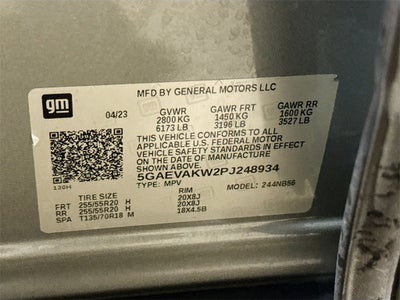 gm
MFD BY GENERAL MOTORS LLC
04/23 GVWR GAWR FRT GAWR RR
2800 KG 1450 KG 1600 KG
6173 LB 3196 LB 3527 LB
THIS VEHICLE CONFORMS TO ALL
APPLICABLE U.S. FEDERAL MOTOR
VEHICLE SAFETY STANDARDS IN EFFECT
ON THE DATE OF MANUFACTURE
SHOWN ABOVE.
5GAEVAKW2PJ248934
TYPE: MPV MODEL: 244NB56
TIRE SIZE RIM
FRT 255/55R20 H 20X8J
RR 255/55R20 H 20X8J
SPA T135/70R18 M 18X4.5B